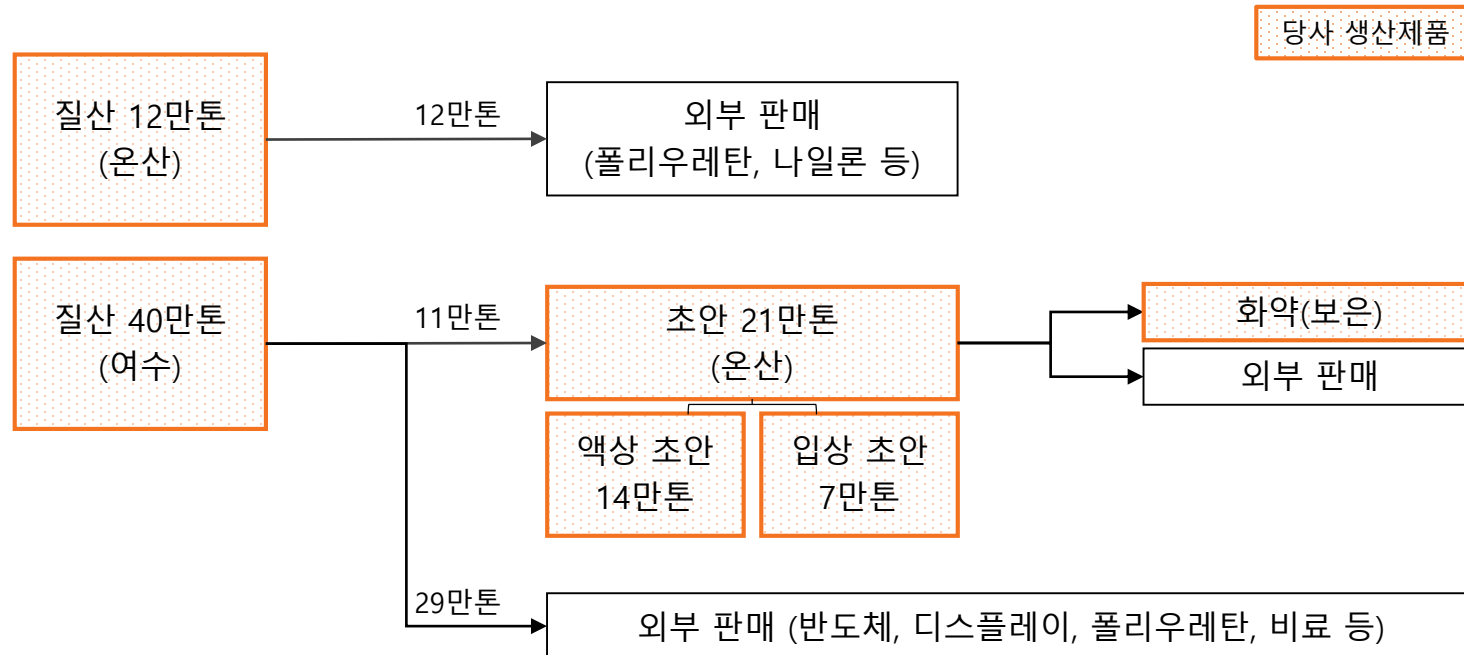 당사 생산제품
질산 12만톤
(온산)
12만톤
외부 판매
(폴리우레탄, 나일론 등)
질산 40만톤
(여수)
11만톤
초안 21만톤
(온산)
화약(보은)
외부 판매
액상 초안
14만톤
입상 초안
7만톤
29만톤
외부 판매 (반도체, 디스플레이, 폴리우레탄, 비료 등)